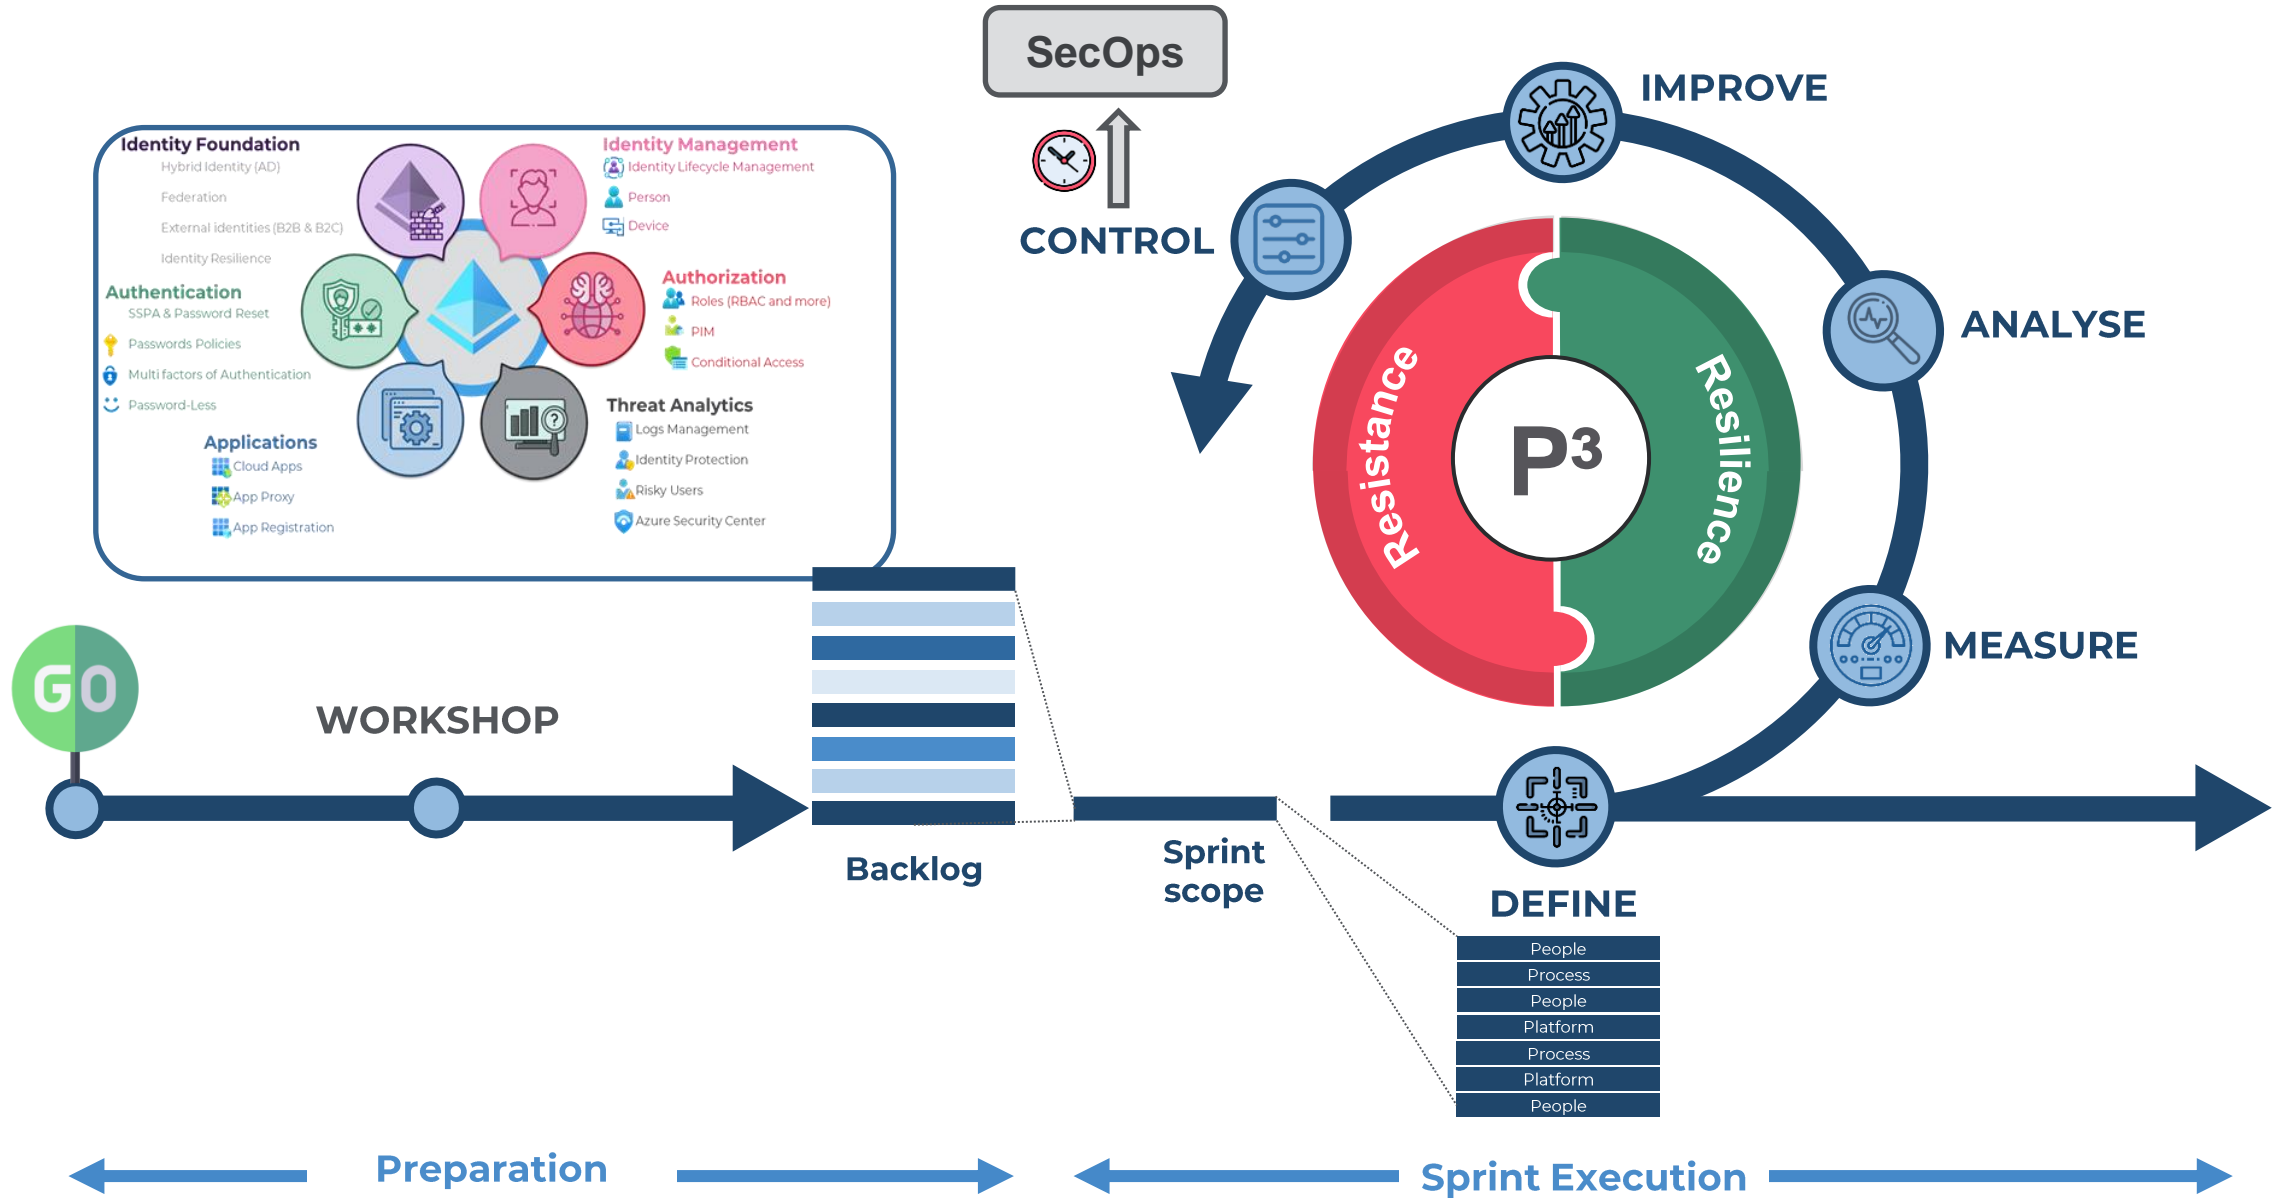 SecOps
IMPROVE
CONTROL
ANALYSE
MEASURE
Resistance
Resilience
P³
Identity Foundation
Hybrid Identity (AD)
Federation
External identities (B2B & B2C)
Identity Resilience
Identity Management
Identity Lifecycle Management
Person
Device
Authentication
SSPA & Password Reset
Passwords Policies
Multi factors of Authentication
Password-Less
Authorization
Roles (RBAC and more)
PIM
Conditional Access
Applications
Cloud Apps
App Proxy
App Registration
Threat Analytics
Logs Management
Identity Protection
Risky Users
Azure Security Center
GO
WORKSHOP
Backlog
Sprint
scope
DEFINE
People
Process
People
Platform
Process
Platform
People
Preparation
Sprint Execution